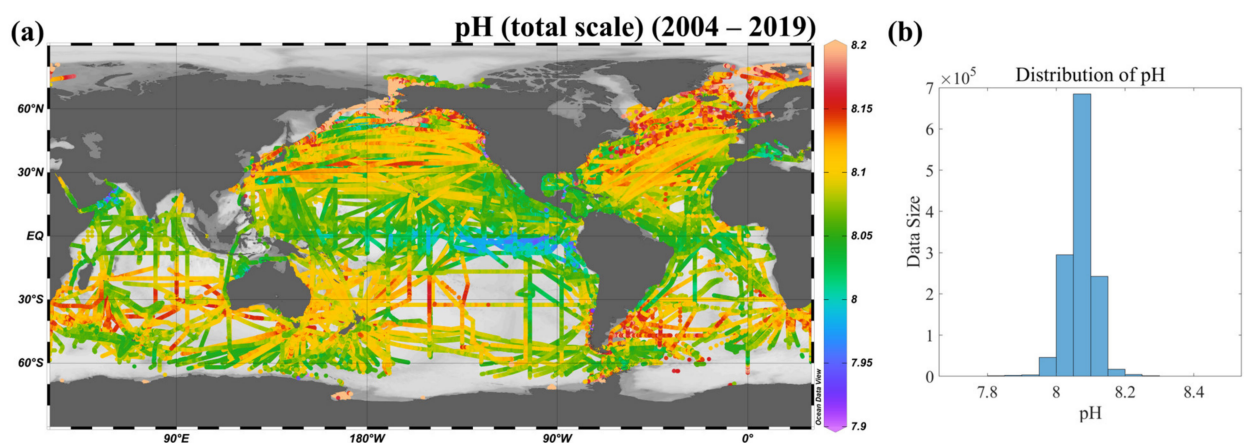 (a)
pH (total scale) (2004 – 2019)
60°N
30°N
EQ
30°S
60°S
90°E
180°W
90°W
0°
8.2
8.15
8.1
8.05
8
7.95
7.9
Ocean Data View
(b)
Distribution of pH
×10⁵
7
6
5
4
3
2
1
0
Data Size
7.8
8
8.2
8.4
pH